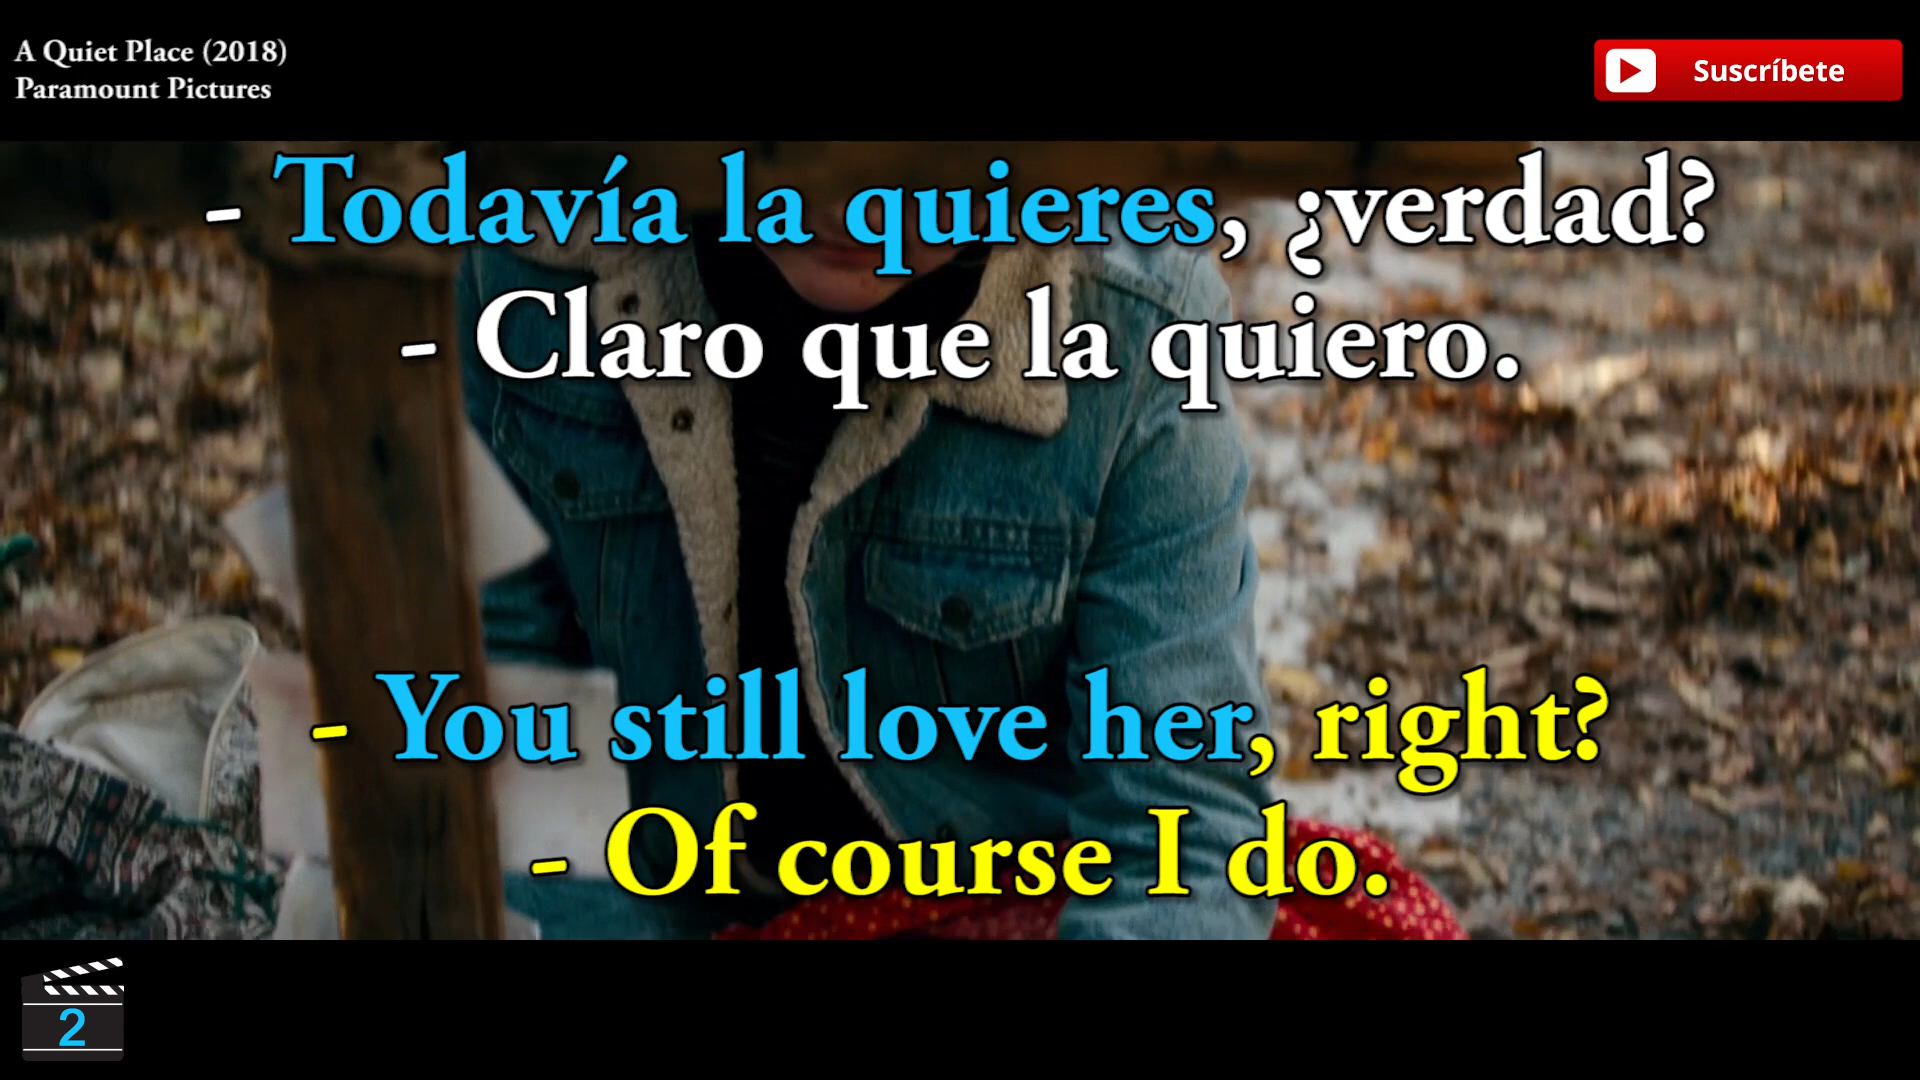 A Quiet Place (2018)
Paramount Pictures
Suscríbete
- Todavía la quieres, ¿verdad?
- Claro que la quiero.
- You still love her, right?
- Of course I do.
2